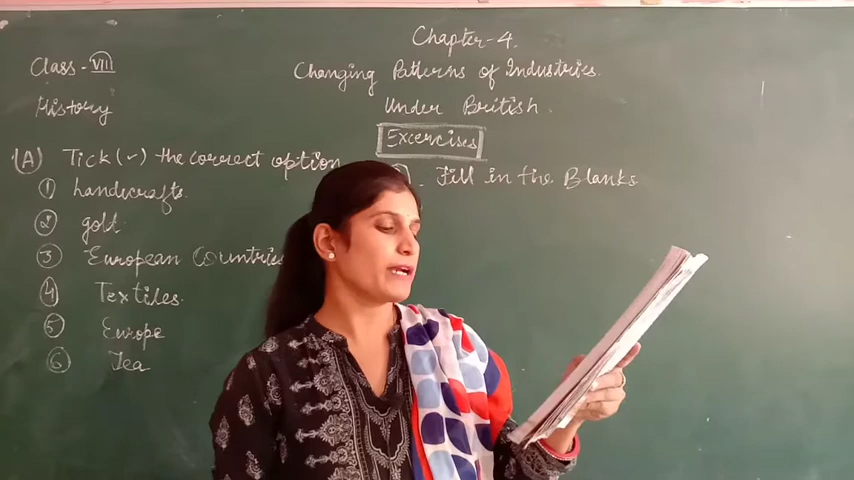 Chapter-4
Class-VIII
Changing Patterns of Industries
History
Under British.
Excercises
(A) Tick (✓) the correct option
Fill in the Blanks
① handicrafts.
② golt.
③ European Countries
④ Textiles
⑤ Europe
⑥ Tea